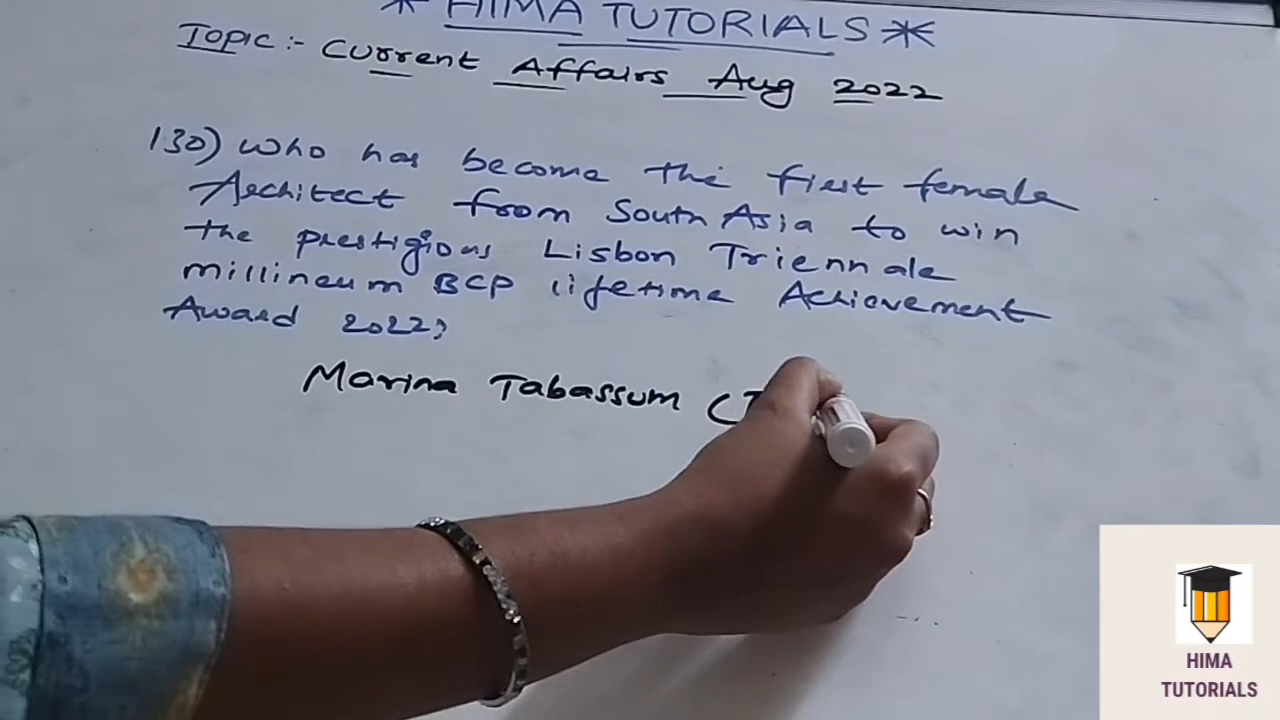 * HIMA TUTORIALS *
Topic :- Current Affairs Aug 2022
130) Who has become the first female
Architect from South Asia to win
the prestigious Lisbon Triennale
millineum BCP lifetime Achievement
Award 2022?
Marina Tabassum (
HIMA
TUTORIALS